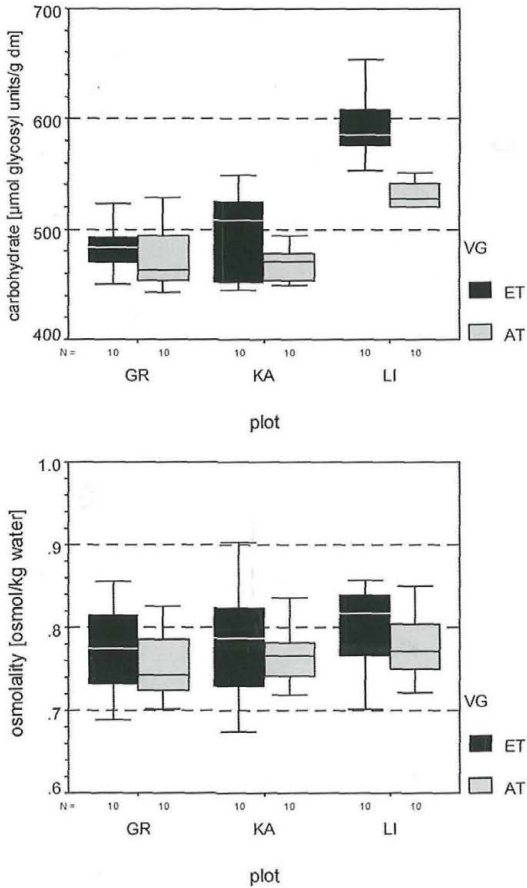 700
600
500
400
carbohydrate [µmol glycosyl units/g dm]
VG
ET
AT
N = 10 10 10 10 10 10
GR KA LI
plot
1.0
.9
.8
.7
.6
osmolality [osmol/kg water]
VG
ET
AT
N = 10 10 10 10 10 10
GR KA LI
plot